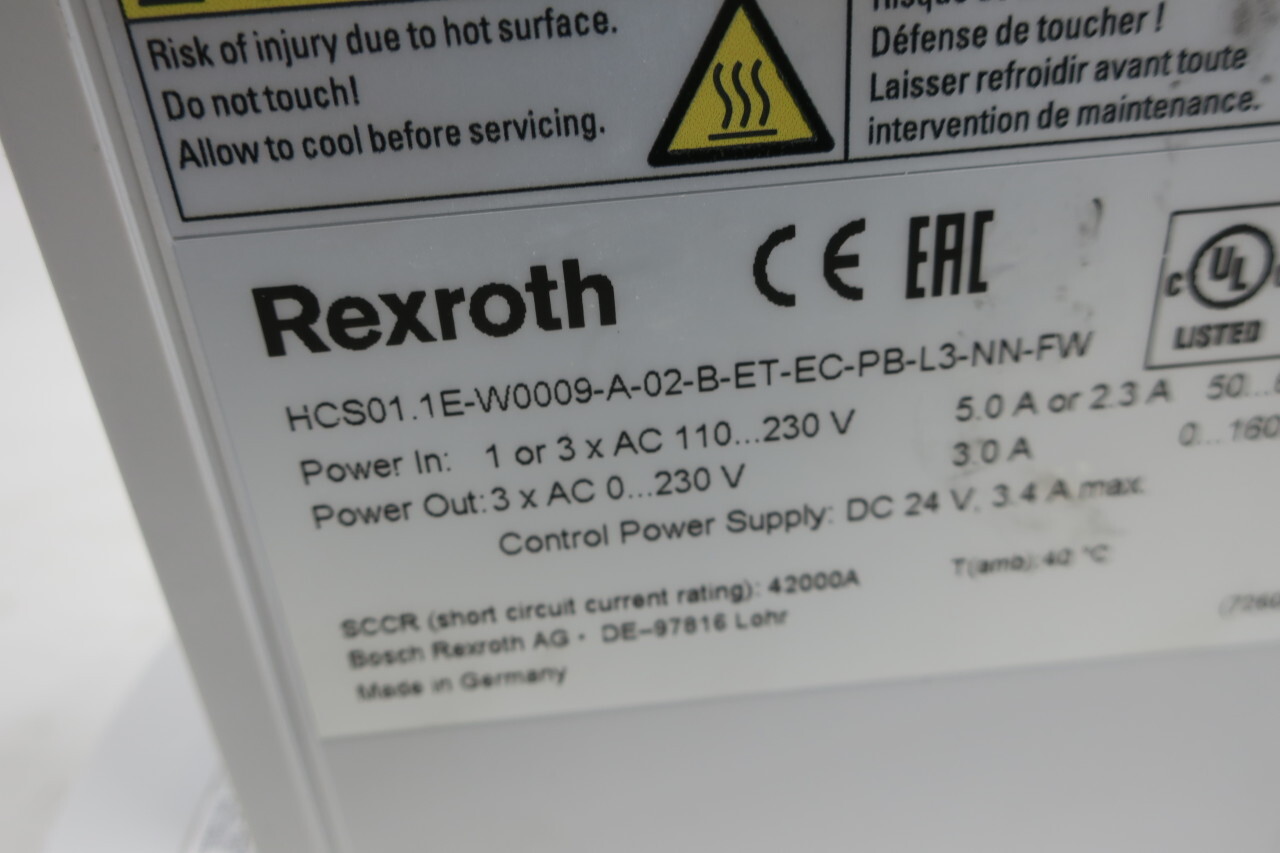 Risk of injury due to hot surface.
Do not touch!
Allow to cool before servicing.
Défense de toucher !
Laisser refroidir avant toute
intervention de maintenance.
Rexroth CE EAC
C UL
LISTED
HCS01.1E-W0009-A-02-B-ET-EC-PB-L3-NN-FW
Power In: 1 or 3 x AC 110...230 V 5.0 A or 2.3 A 50...
Power Out: 3 x AC 0...230 V 3.0 A 0...160
Control Power Supply: DC 24 V, 3.4 A max.
SCCR (short circuit current rating): 42000A T(amb): 40 °C
Bosch Rexroth AG · DE-97816 Lohr
Made in Germany